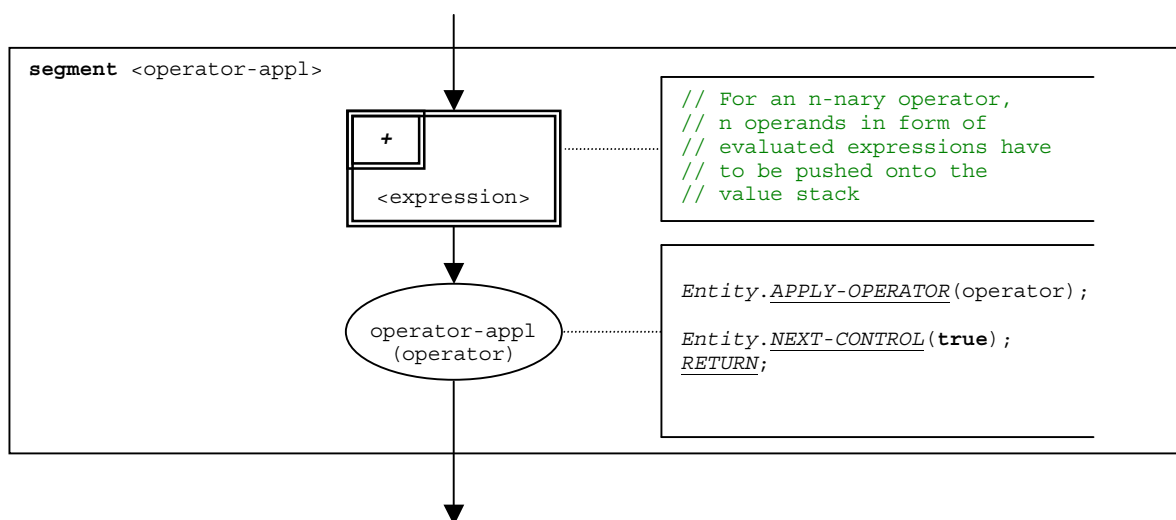 segment <operator-appl>
+
<expression>
// For an n-nary operator,
// n operands in form of
// evaluated expressions have
// to be pushed onto the
// value stack
operator-appl
(operator)
Entity.APPLY-OPERATOR(operator);
Entity.NEXT-CONTROL(true);
RETURN;